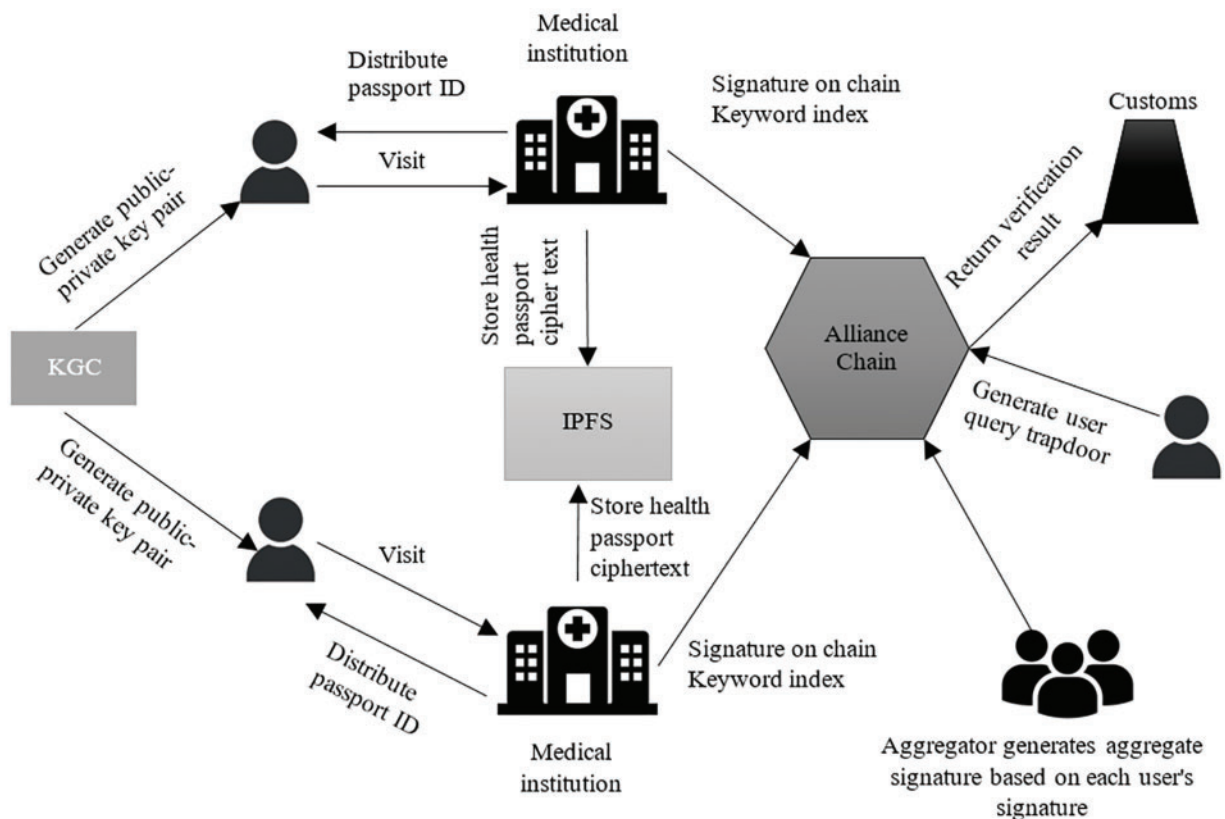 Medical
institution
Distribute
passport ID
Visit
Signature on chain
Keyword index
Customs
Generate public-
private key pair
Store health
passport
cipher text
Return verification
result
KGC
IPFS
Alliance
Chain
Generate user
query trapdoor
Generate public-
private key pair
Visit
Store health
passport
ciphertext
Distribute
passport ID
Signature on chain
Keyword index
Medical
institution
Aggregator generates aggregate
signature based on each user's
signature